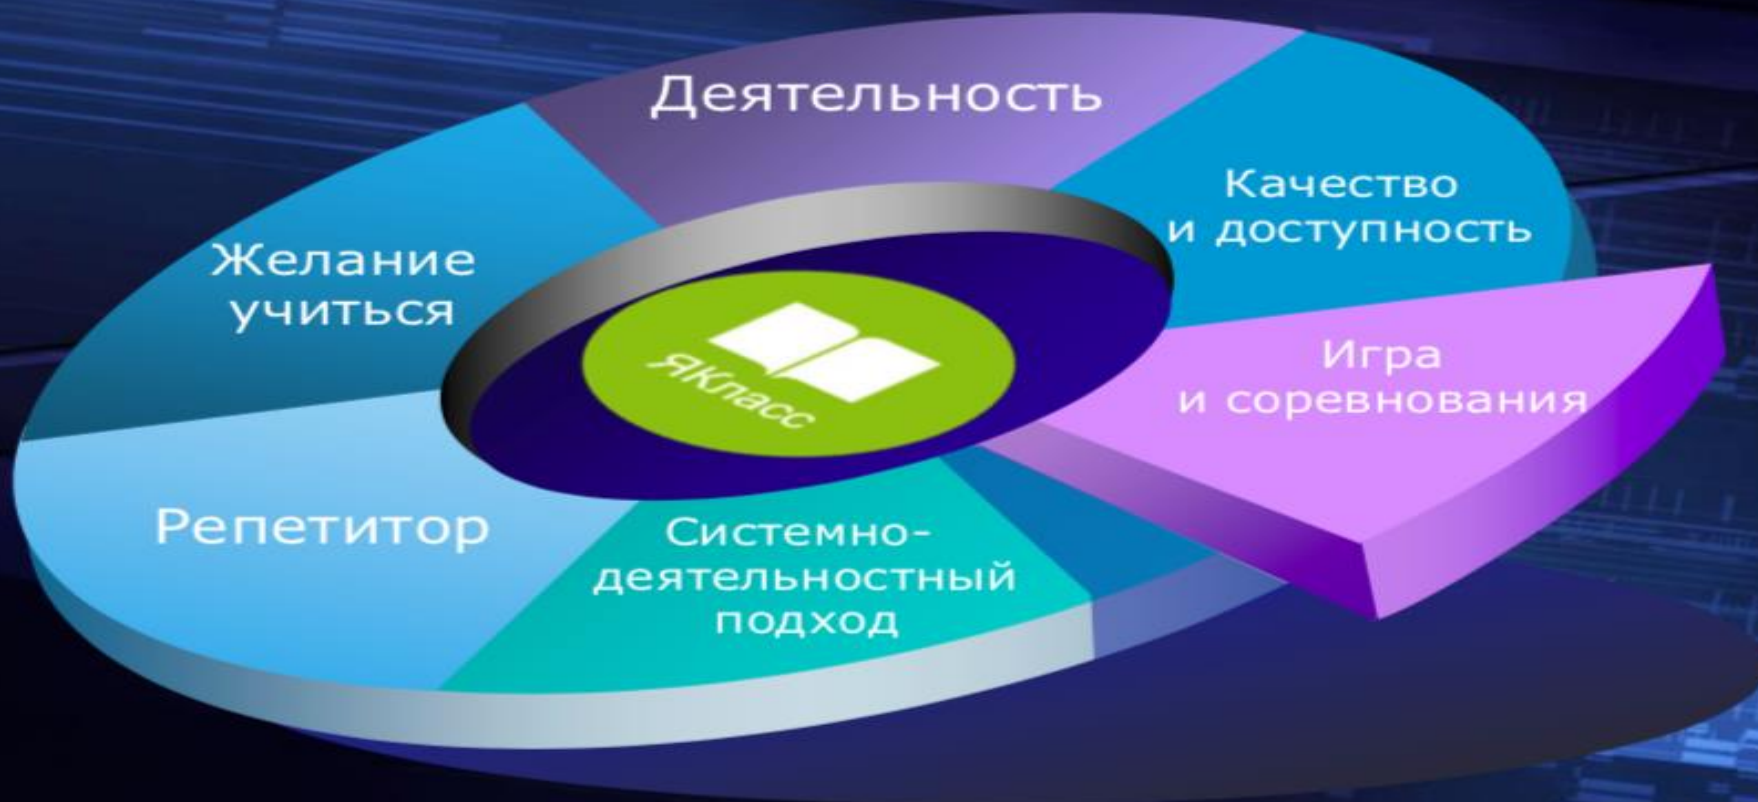 Деятельность
Качество
и доступность
Желание
учиться
ЯКласс
Игра
и соревнования
Репетитор
Системно-
деятельностный
подход